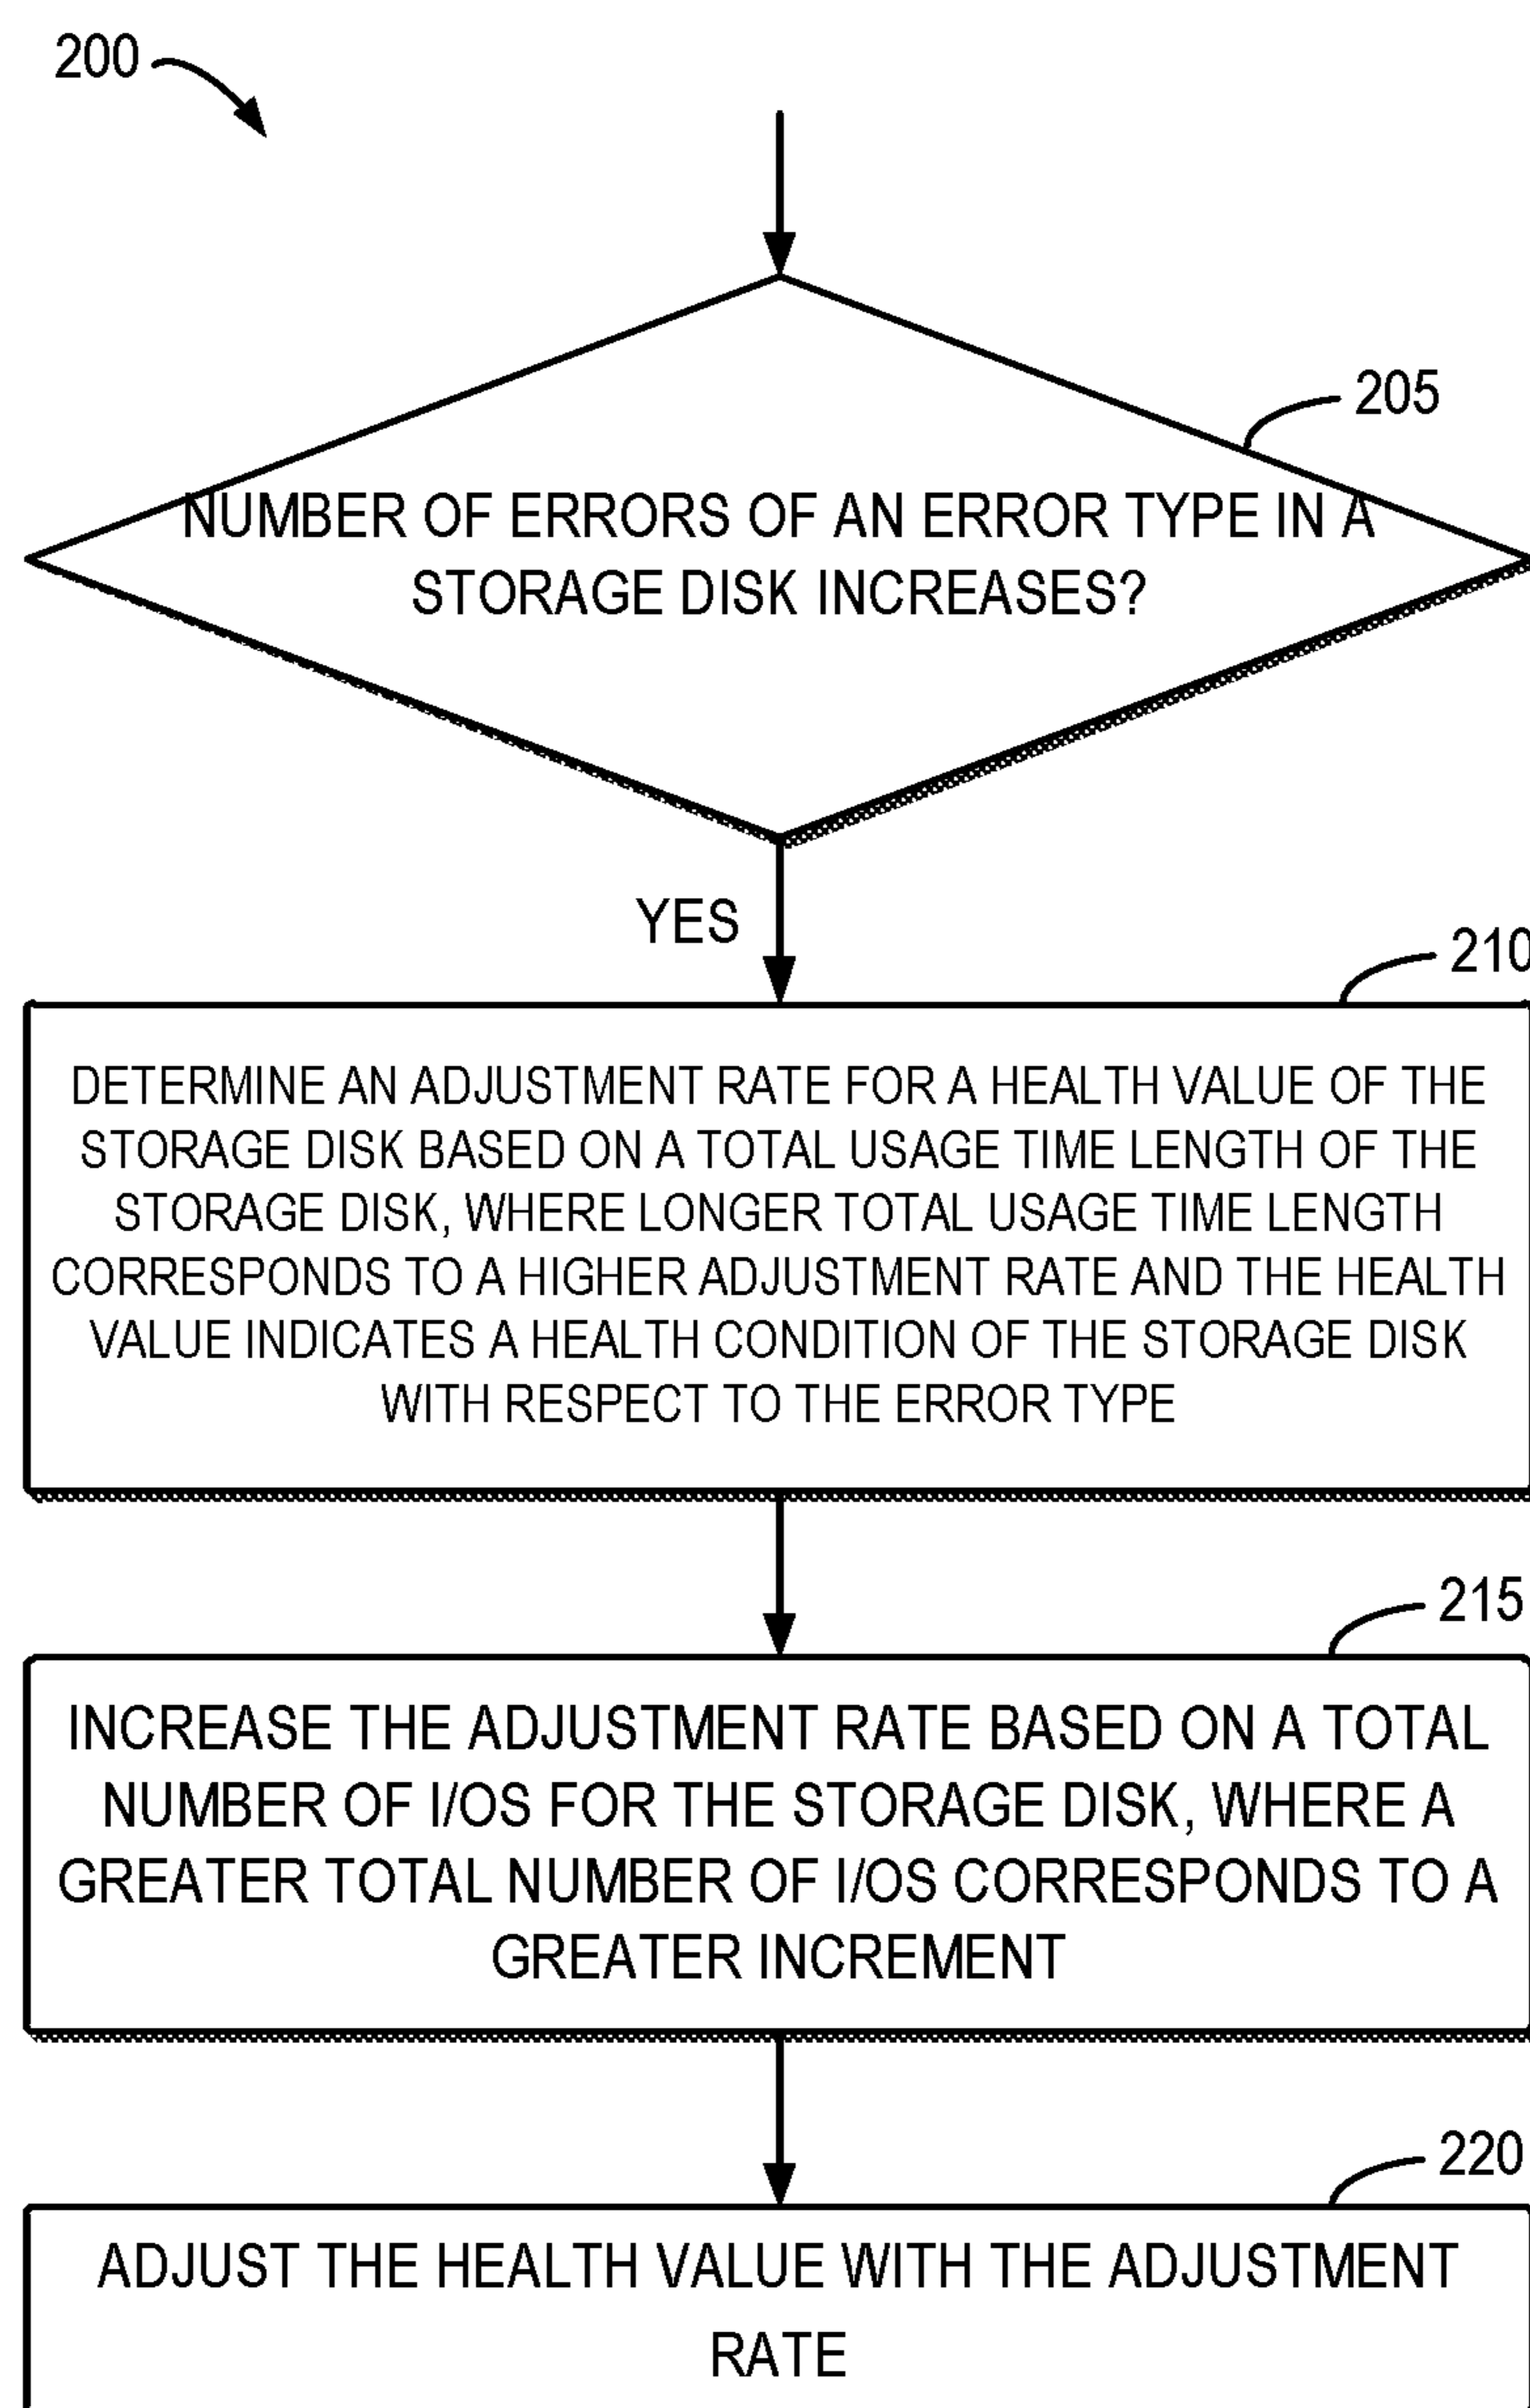 200
205
NUMBER OF ERRORS OF AN ERROR TYPE IN A
STORAGE DISK INCREASES?
YES
210
DETERMINE AN ADJUSTMENT RATE FOR A HEALTH VALUE OF THE
STORAGE DISK BASED ON A TOTAL USAGE TIME LENGTH OF THE
STORAGE DISK, WHERE LONGER TOTAL USAGE TIME LENGTH
CORRESPONDS TO A HIGHER ADJUSTMENT RATE AND THE HEALTH
VALUE INDICATES A HEALTH CONDITION OF THE STORAGE DISK
WITH RESPECT TO THE ERROR TYPE
215
INCREASE THE ADJUSTMENT RATE BASED ON A TOTAL
NUMBER OF I/OS FOR THE STORAGE DISK, WHERE A
GREATER TOTAL NUMBER OF I/OS CORRESPONDS TO A
GREATER INCREMENT
220
ADJUST THE HEALTH VALUE WITH THE ADJUSTMENT
RATE